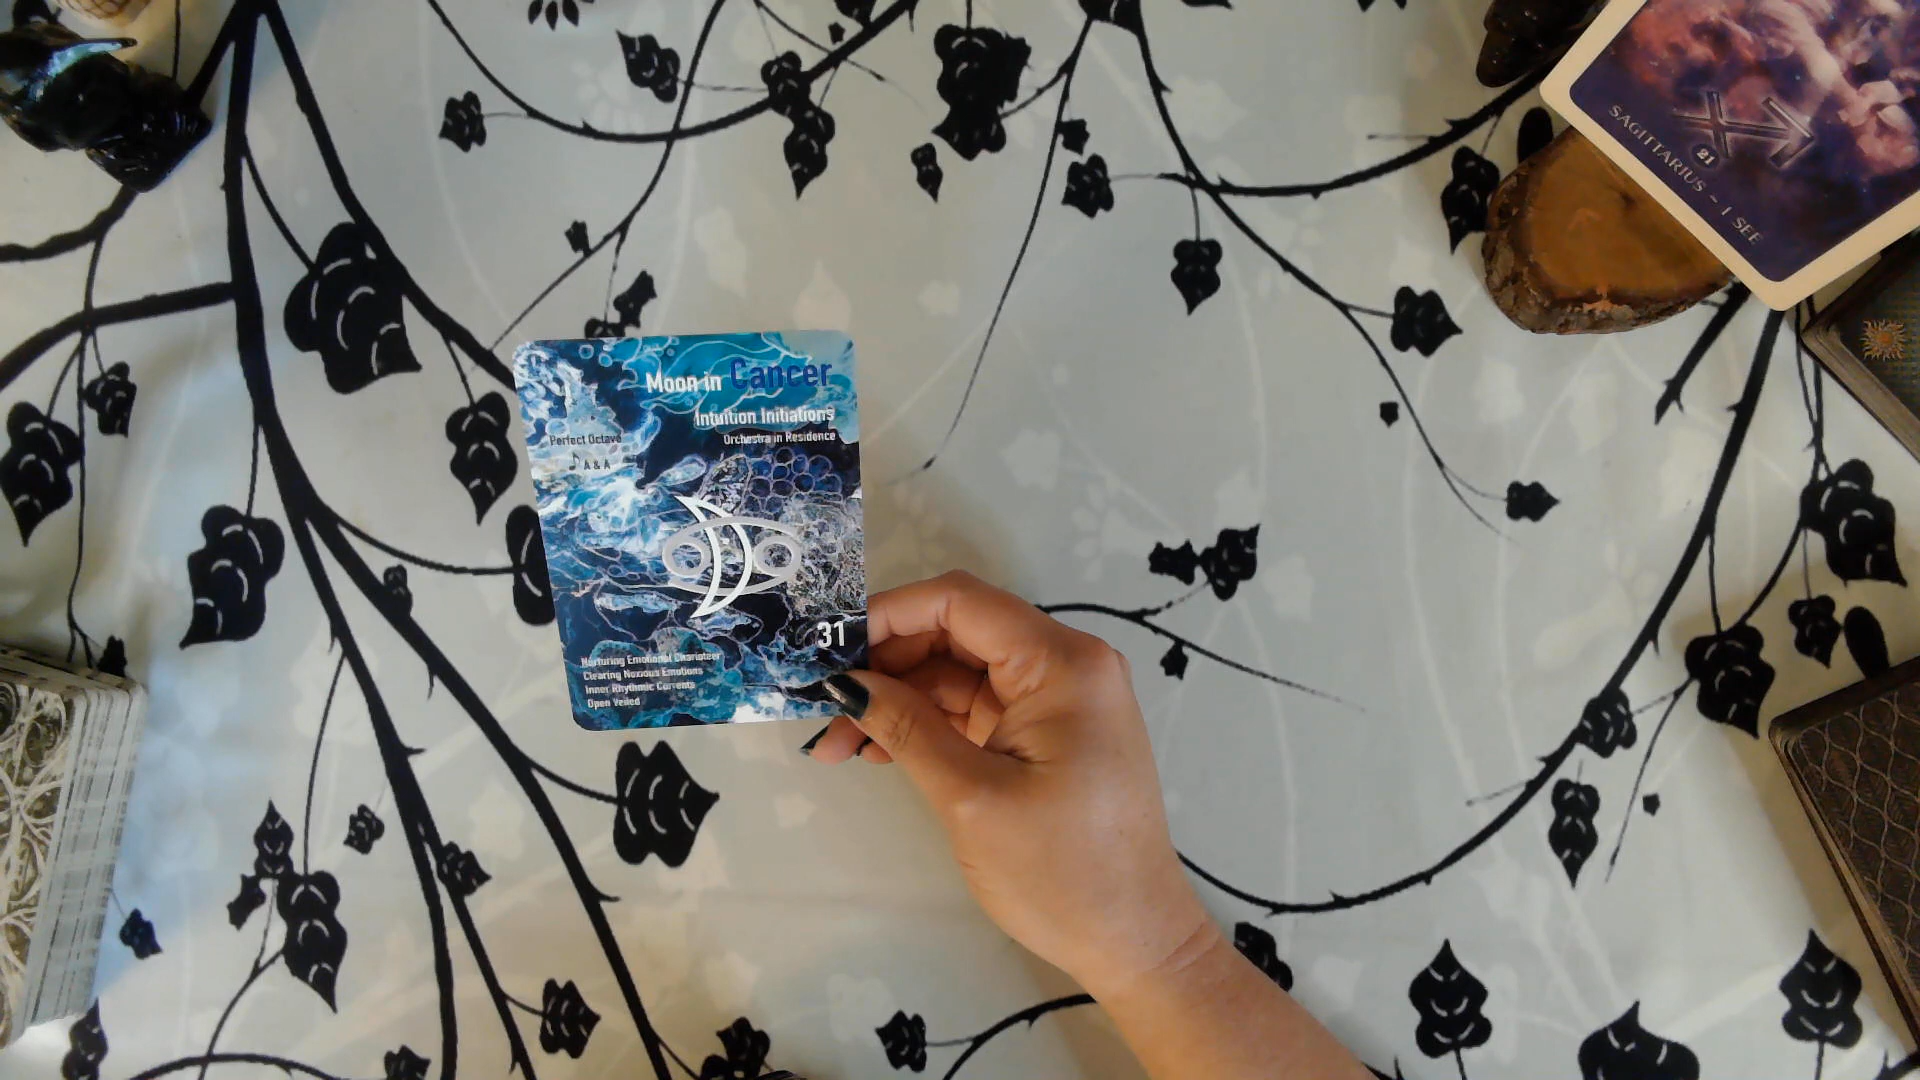 Moon in Cancer
Intuition Initiations
Orchestra in Residence
Perfect Octave
♪ A & A
31
Nurturing Emotional Charioteer
Clearing Noxious Emotions
Inner Rhythmic Currents
Open Veiled
21
SAGITTARIUS ~ I SEE